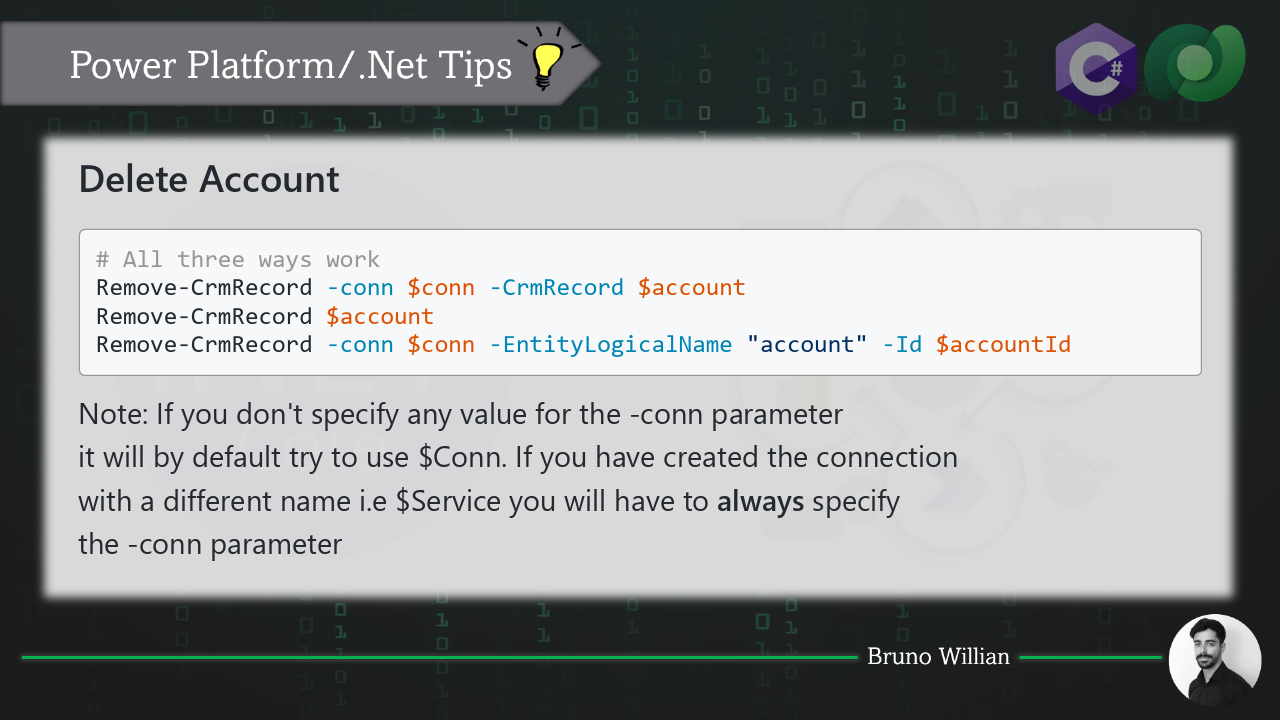 Power Platform/.Net Tips
C#
Delete Account
# All three ways work
Remove-CrmRecord -conn $conn -CrmRecord $account
Remove-CrmRecord $account
Remove-CrmRecord -conn $conn -EntityLogicalName "account" -Id $accountId
Note: If you don't specify any value for the -conn parameter
it will by default try to use $Conn. If you have created the connection
with a different name i.e $Service you will have to always specify
the -conn parameter
Bruno Willian